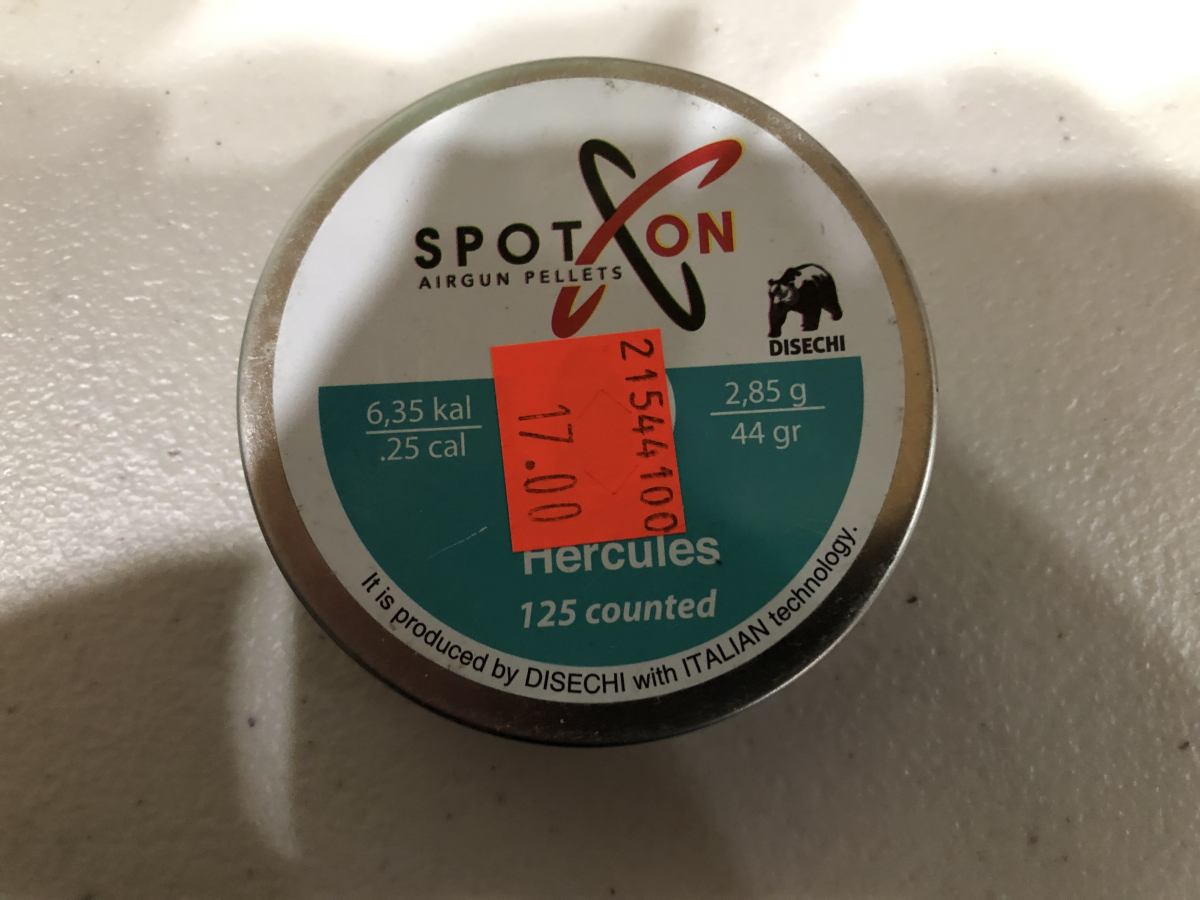 SPOT ON
AIRGUN PELLETS
DISECHI
6,35 kal
.25 cal
2,85 g
44 gr
21544100
17.00
Hercules
125 counted
It is produced by DISECHI with ITALIAN technology.